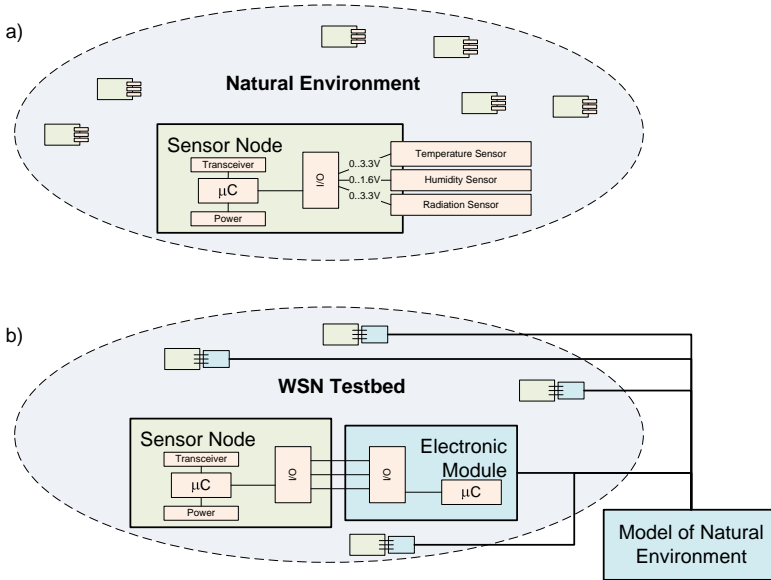 a)
Natural Environment
Sensor Node
Transceiver
µC
Power
I/O
0..3.3V
0..1.6V
0..3.3V
Temperature Sensor
Humidity Sensor
Radiation Sensor
b)
WSN Testbed
Sensor Node
Transceiver
µC
Power
I/O
I/O
Electronic
Module
µC
Model of Natural
Environment